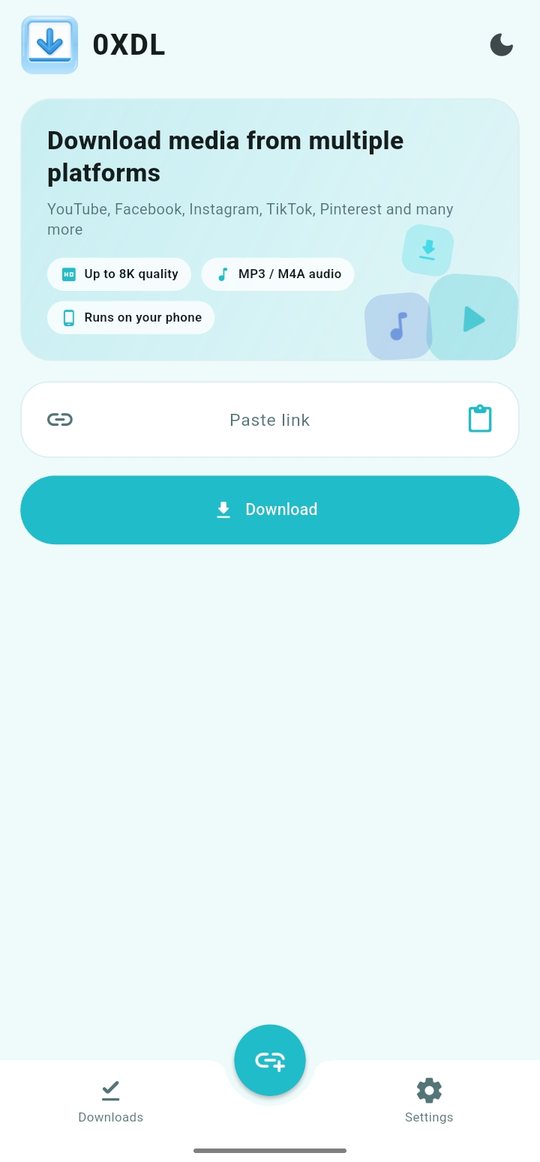 0XDL
Download media from multiple
platforms
YouTube, Facebook, Instagram, TikTok, Pinterest and many
more
HD Up to 8K quality
MP3 / M4A audio
Runs on your phone
Paste link
Download
Downloads
Settings